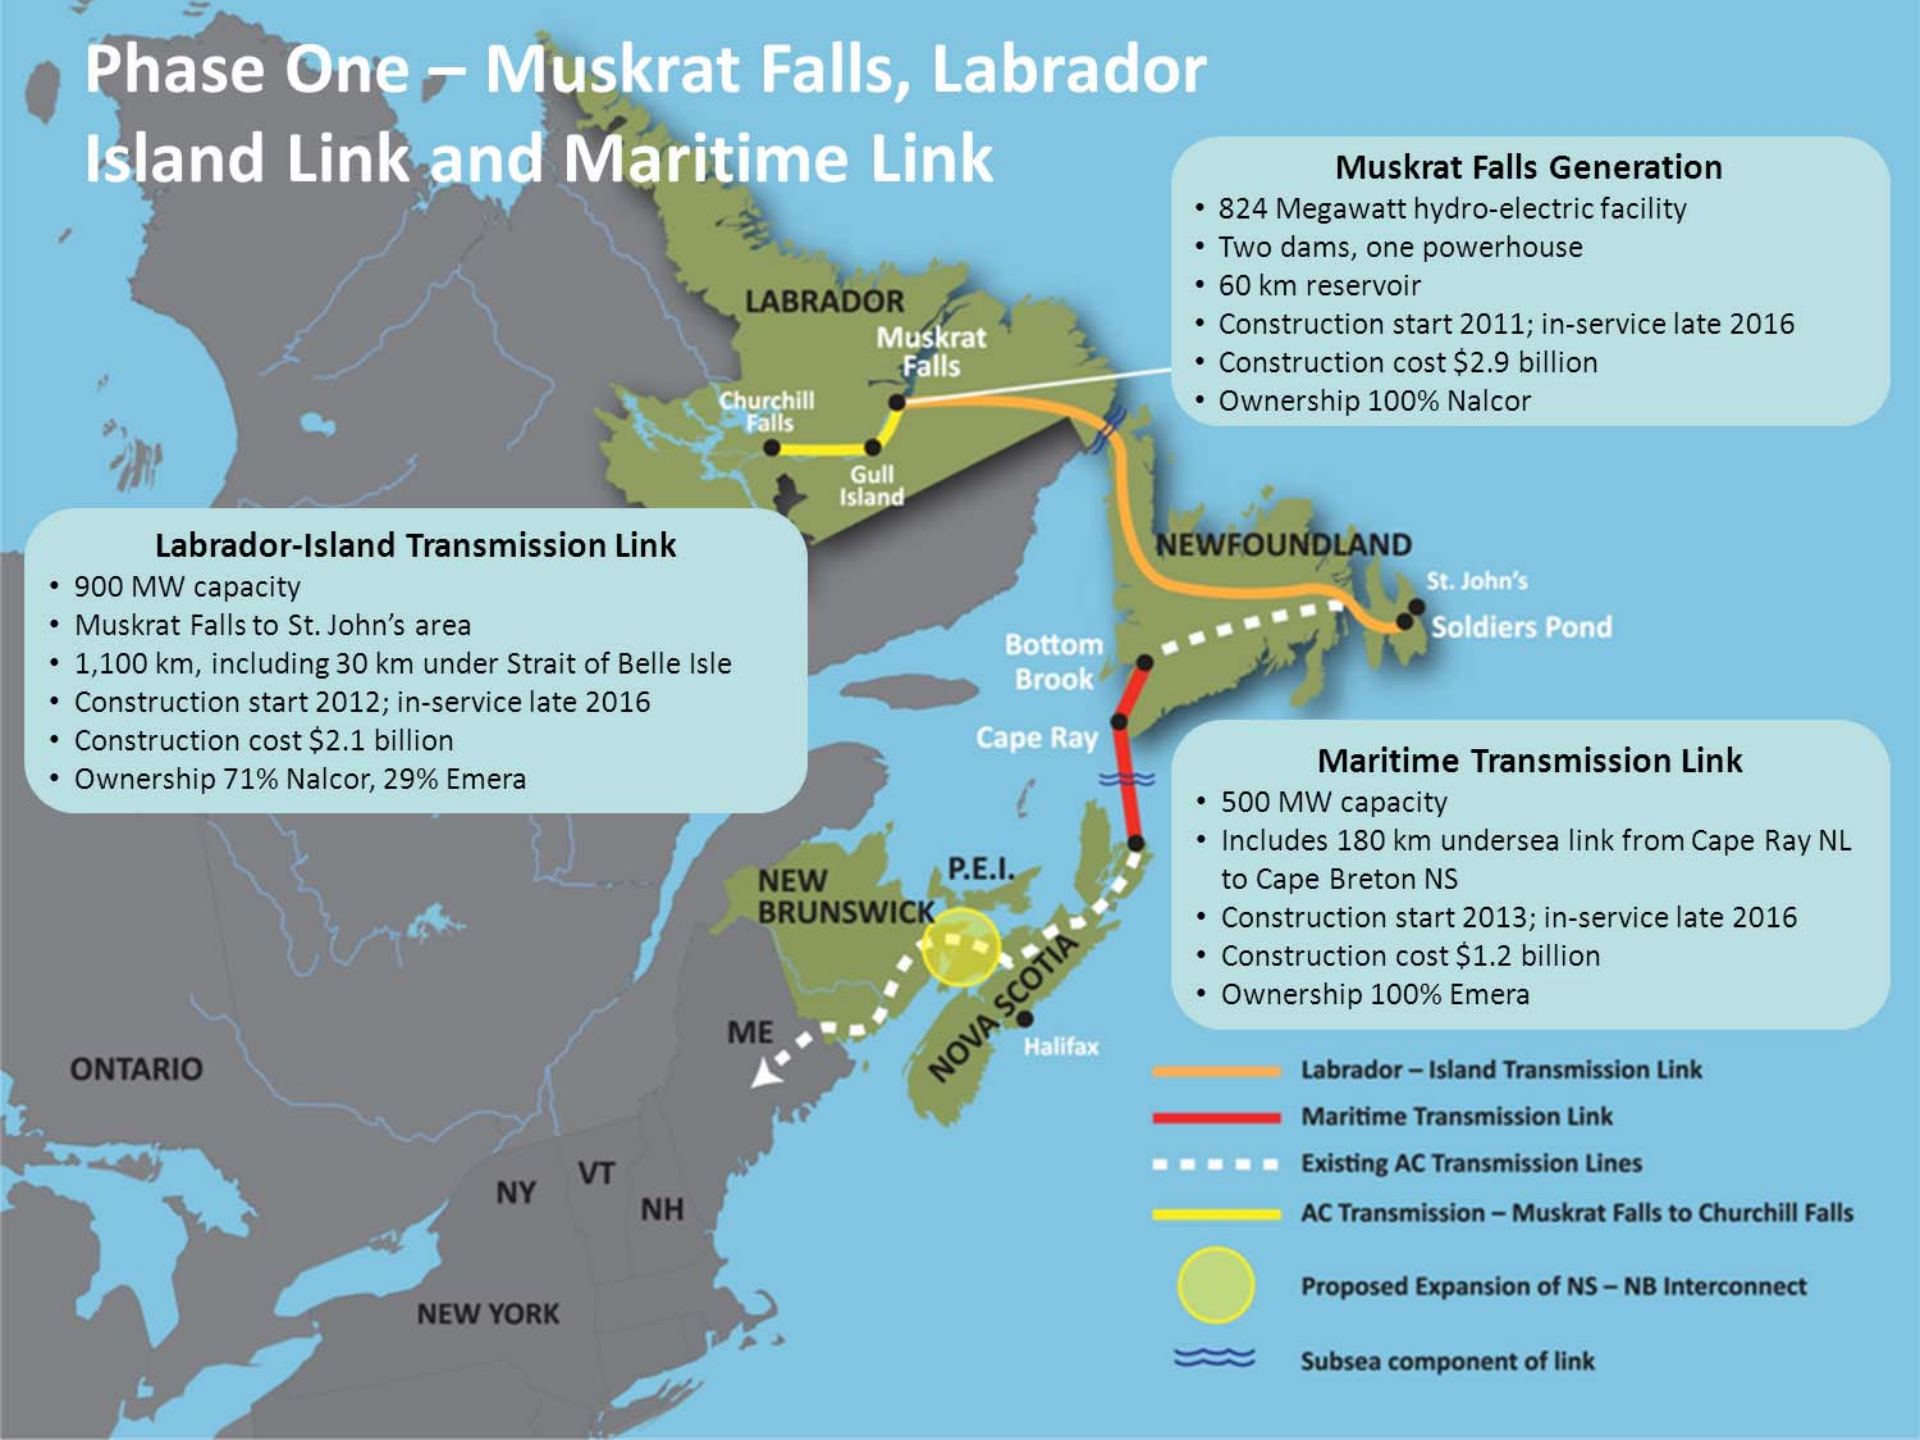 Phase One – Muskrat Falls, Labrador
Island Link and Maritime Link
Muskrat Falls Generation
• 824 Megawatt hydro-electric facility
• Two dams, one powerhouse
• 60 km reservoir
• Construction start 2011; in-service late 2016
• Construction cost $2.9 billion
• Ownership 100% Nalcor
LABRADOR
Muskrat
Falls
Churchill
Falls
Gull
Island
Labrador-Island Transmission Link
• 900 MW capacity
• Muskrat Falls to St. John’s area
• 1,100 km, including 30 km under Strait of Belle Isle
• Construction start 2012; in-service late 2016
• Construction cost $2.1 billion
• Ownership 71% Nalcor, 29% Emera
NEWFOUNDLAND
St. John’s
Soldiers Pond
Bottom
Brook
Cape Ray
Maritime Transmission Link
• 500 MW capacity
• Includes 180 km undersea link from Cape Ray NL
to Cape Breton NS
• Construction start 2013; in-service late 2016
• Construction cost $1.2 billion
• Ownership 100% Emera
NEW
BRUNSWICK
P.E.I.
NOVA SCOTIA
Halifax
ME
ONTARIO
NY
VT
NH
NEW YORK
Labrador – Island Transmission Link
Maritime Transmission Link
Existing AC Transmission Lines
AC Transmission – Muskrat Falls to Churchill Falls
Proposed Expansion of NS – NB Interconnect
Subsea component of link